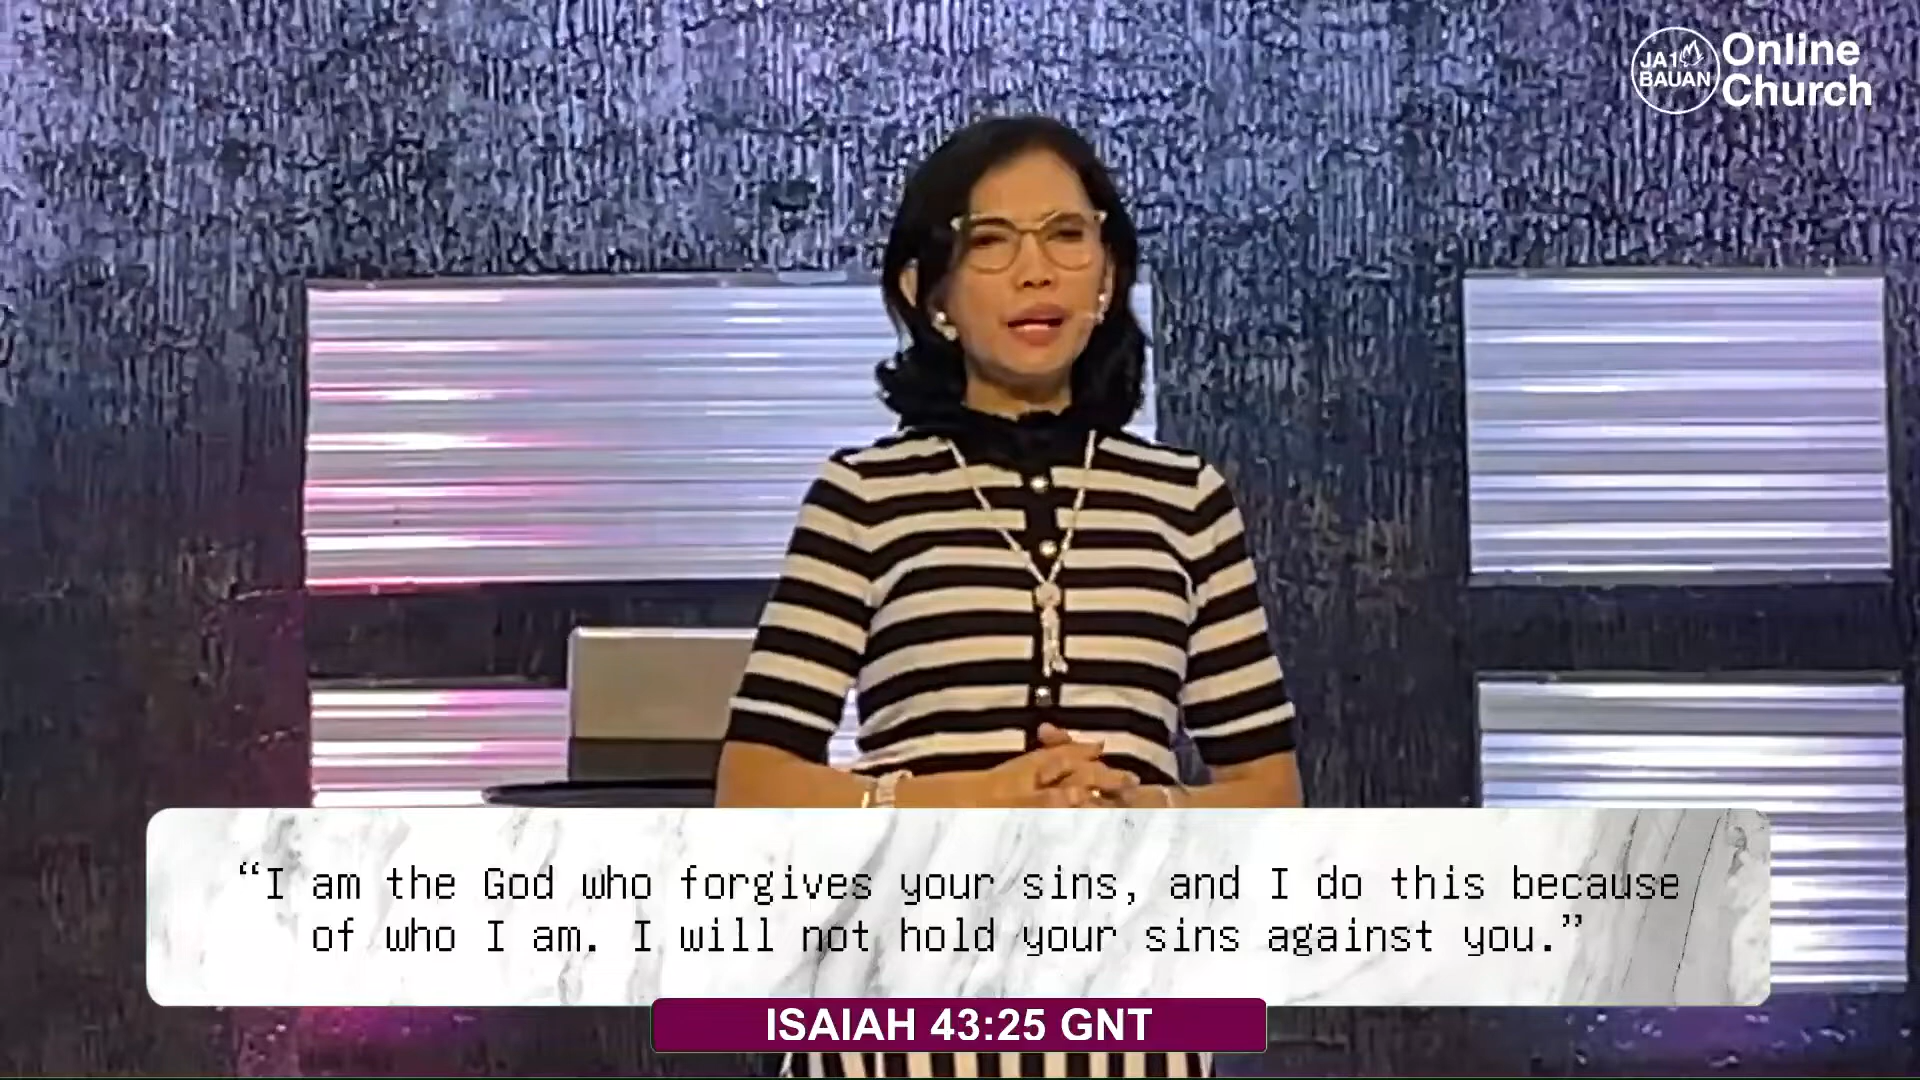 JA1
BAUAN
Online
Church
“I am the God who forgives your sins, and I do this because
of who I am. I will not hold your sins against you.”
ISAIAH 43:25 GNT